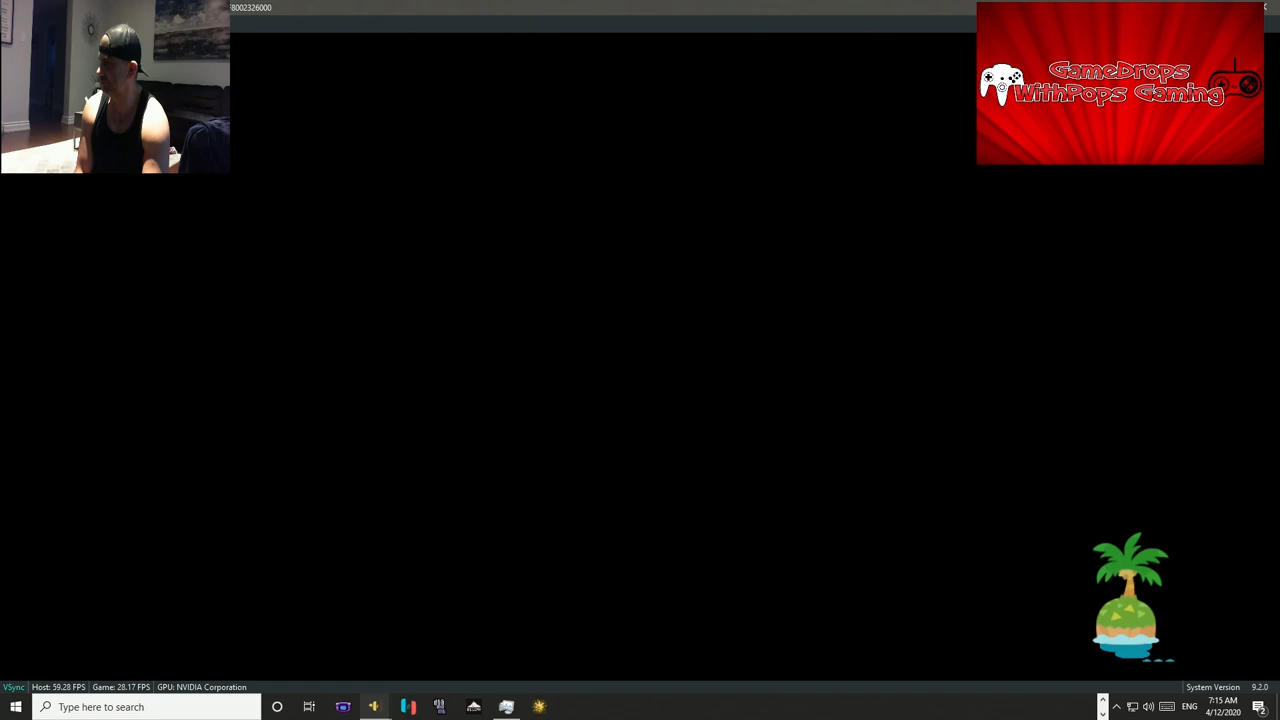 8002326000
GameDrops
WithPops Gaming
VSync Host: 59.28 FPS Game: 28.17 FPS GPU: NVIDIA Corporation System Version 9.2.0
Type here to search
ENG
7:15 AM
4/12/2020
2